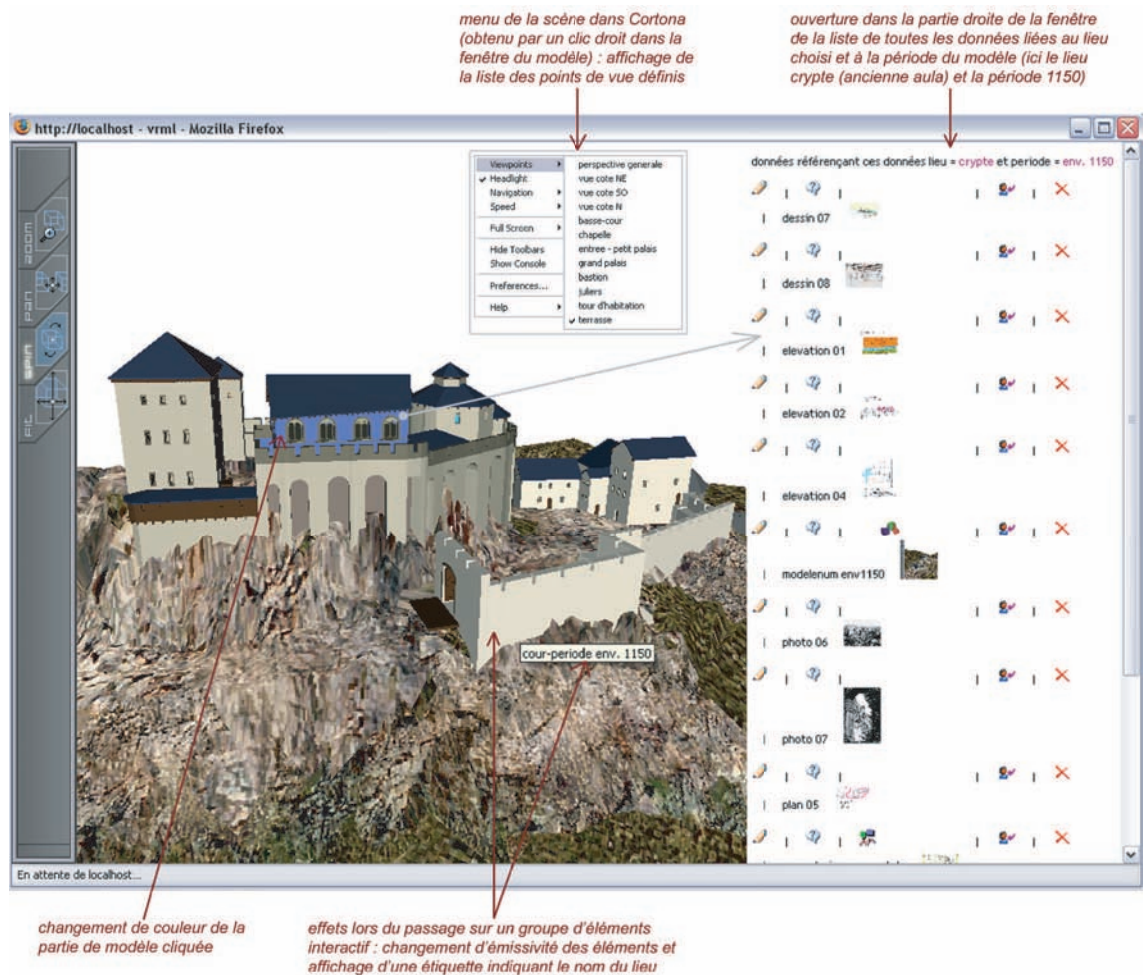 menu de la scène dans Cortona
(obtenu par un clic droit dans la
fenêtre du modèle) : affichage de
la liste des points de vue définis
ouverture dans la partie droite de la fenêtre
de la liste de toutes les données liées au lieu
choisi et à la période du modèle (ici le lieu
crypte (ancienne aula) et la période 1150)
http://localhost - vrml - Mozilla Firefox
zoom
pan
spin
fit
Viewpoints
Headlight
Navigation
Speed
Full Screen
Hide Toolbars
Show Console
Preferences...
Help
perspective generale
vue cote NE
vue cote SO
vue cote N
basse-cour
chapelle
entree - petit palais
grand palais
bastion
juliers
tour d'habitation
terrasse
données référençant ces données lieu = crypte et periode = env. 1150
dessin 07
dessin 08
elevation 01
elevation 02
elevation 04
modelenum env1150
photo 06
photo 07
plan 05
cour-periode env. 1150
En attente de localhost...
changement de couleur de la
partie de modèle cliquée
effets lors du passage sur un groupe d'éléments
interactif : changement d'émissivité des éléments et
affichage d'une étiquette indiquant le nom du lieu